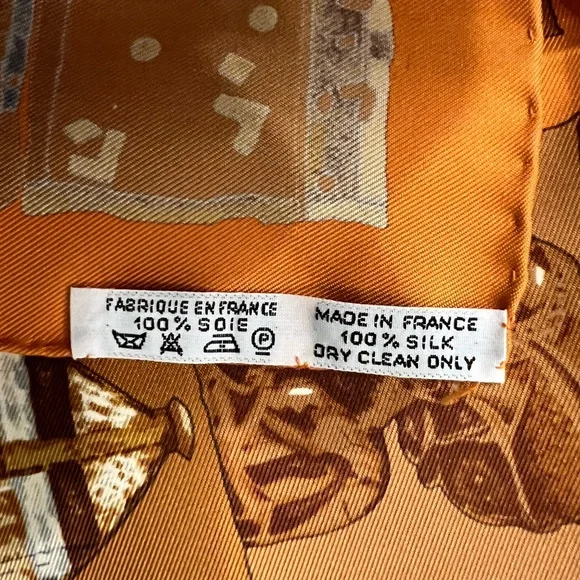 FABRIQUE EN FRANCE
100% SOIE
P
MADE IN FRANCE
100% SILK
DRY CLEAN ONLY